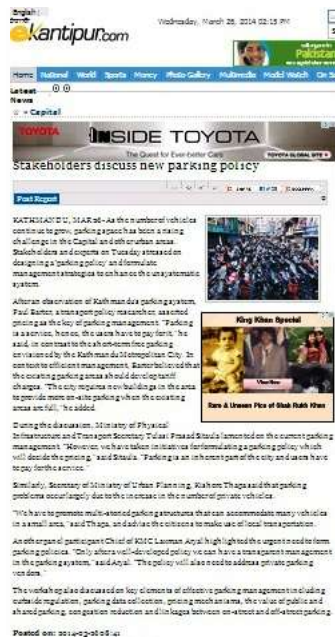 English |
Wednesday, March 26, 2014 02:15 PM
ekantipur.com
Pakistan
Home National World Sports Money Photo Gallery Multimedia Model Watch On S
Latest
News
» Capital
TOYOTA INSIDE TOYOTA
The Quest for Ever-better Cars TOYOTA GLOBAL SITE
Stakeholders discuss new parking policy
Post Report
KATHMANDU, MAR 26- As the number of vehicles
continue to grow, parking space has been a rising
challenge in the Capital and other urban areas.
Stakeholders and experts on Tuesday stressed on
designing a 'parking policy' and formulate
management strategies to enhance the unsystematic
system.
After an observation of Kathmandu's parking system,
Paul Barter, a transport policy researcher, asserted
pricing as the key of parking management. "Parking
is a service, hence, the users have to pay for it," he
said, in contrast to the short-term free parking
envisioned by the Kathmandu Metropolitan City. In
context to efficient management, Barter believed that
the existing parking areas should develop tariff
charges. "The city requires new buildings in the area
to provide more on-site parking when the existing
areas are full," he added.
King Khan Special
View Now
Rare & Unseen Pics of Shah Rukh Khan
During the discussion, Ministry of Physical
Infrastructure and Transport Secretary Tulasi Prasad Sitaula lamented on the current parking
management. "However, we have taken initiatives for formulating a parking policy which
will decide the pricing," said Sitaula. "Parking is an inherent part of the city and users have
to pay for the service."
Similarly, Secretary of Ministry of Urban Planning, Kishore Thapa said that parking
problems occur largely due to the increase in the number of private vehicles.
"We have to promote multi-storied parking structures that can accommodate many vehicles
in a small area," said Thapa, and advise the citizens to make use of local transportation.
Another panel participant Chief of KMC Laxman Aryal highlighted the urgent need to form
parking policies. "Only after a well-developed policy we can have a transparent management
in the parking system," said Aryal. "The policy will also need to address private parking
vendors."
The workshop also discussed on key elements of effective parking management including
curbside regulation, parking data collection, pricing mechanisms, the value of public and
shared parking, congestion and linkages between on-street and off-street parking.
Posted on: 2014-03-26 08:41